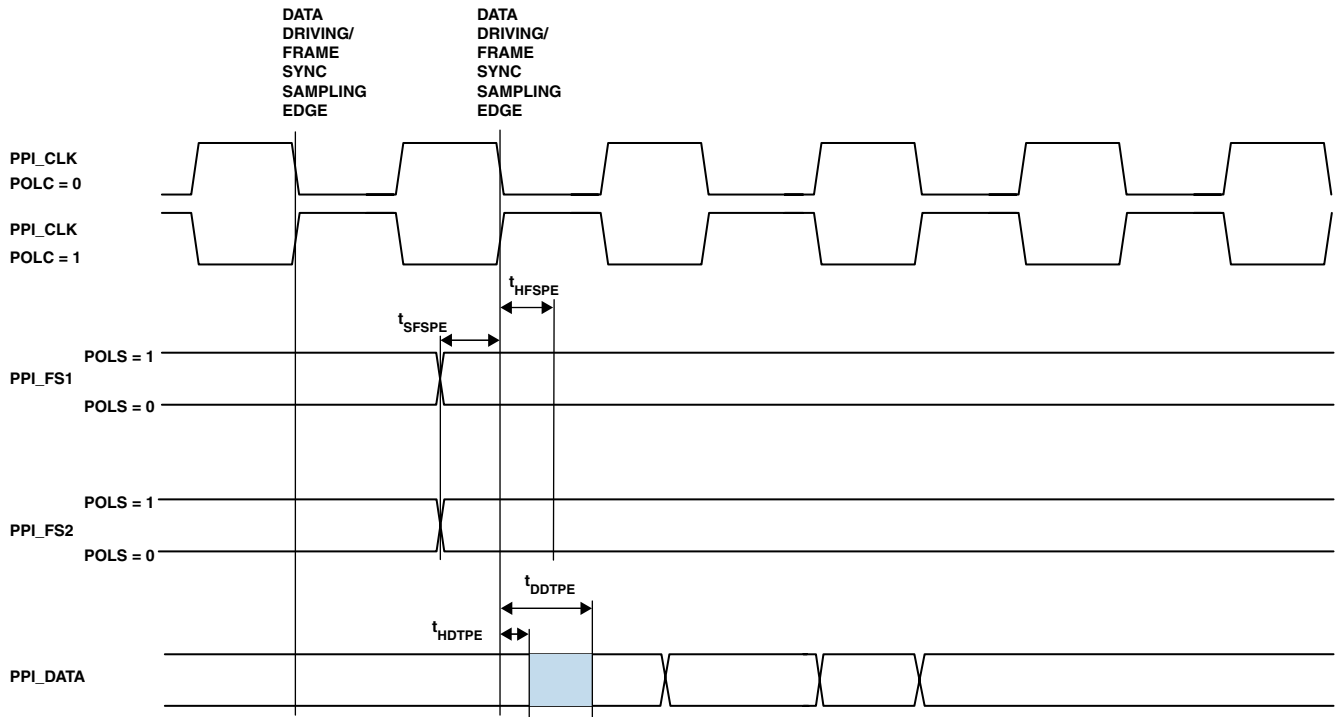 DATA
DRIVING/
FRAME
SYNC
SAMPLING
EDGE
DATA
DRIVING/
FRAME
SYNC
SAMPLING
EDGE
PPI_CLK
POLC = 0
PPI_CLK
POLC = 1
tHFSPE
tSFSPE
POLS = 1
PPI_FS1
POLS = 0
POLS = 1
PPI_FS2
POLS = 0
tDDTPE
tHDTPE
PPI_DATA